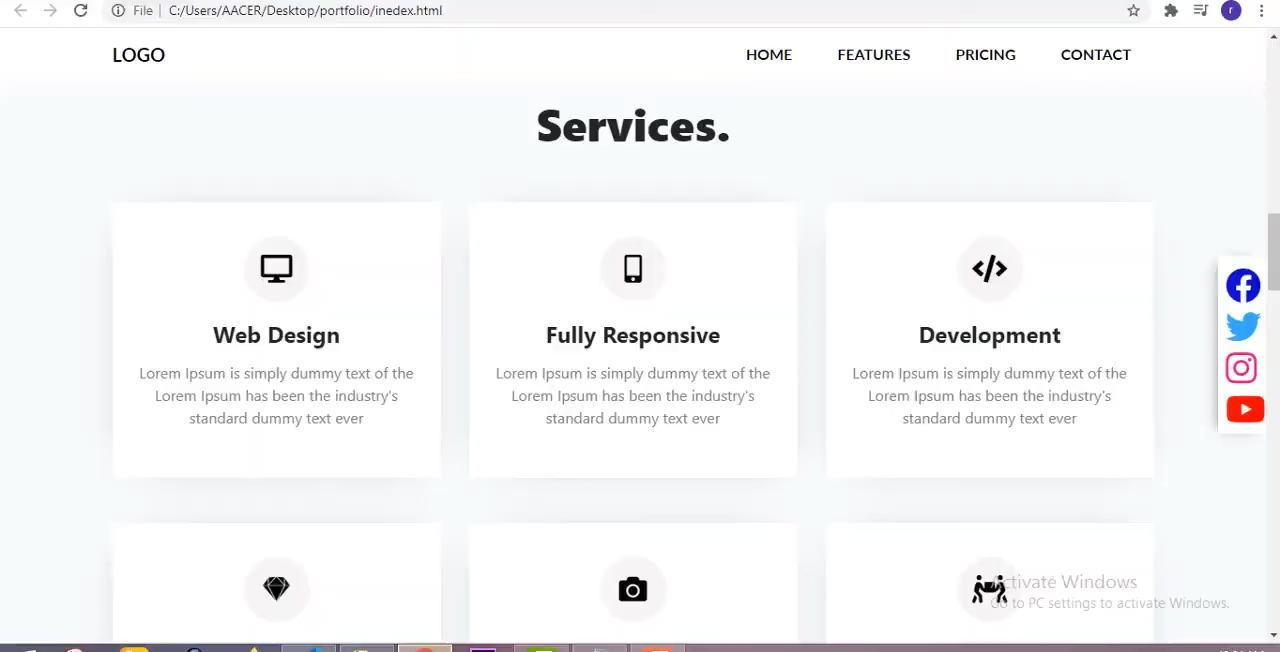 File | C:/Users/AACER/Desktop/portfolio/inedex.html
r
LOGO
HOME
FEATURES
PRICING
CONTACT
Services.
Web Design
Lorem Ipsum is simply dummy text of the
Lorem Ipsum has been the industry's
standard dummy text ever
Fully Responsive
Lorem Ipsum is simply dummy text of the
Lorem Ipsum has been the industry's
standard dummy text ever
Development
Lorem Ipsum is simply dummy text of the
Lorem Ipsum has been the industry's
standard dummy text ever
Activate Windows
Go to PC settings to activate Windows.